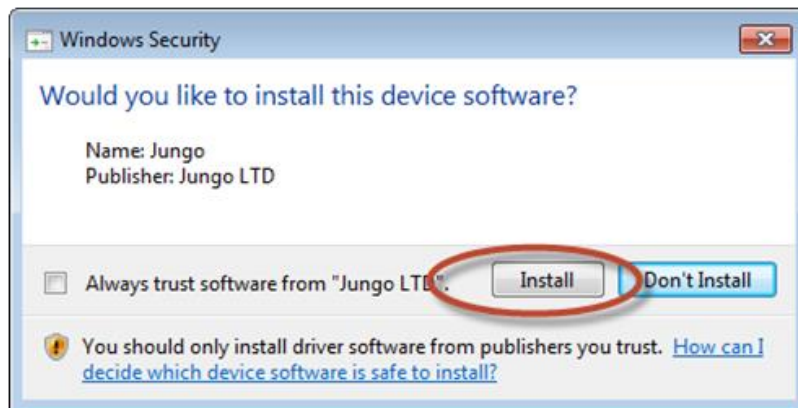 Windows Security
Would you like to install this device software?
Name: Jungo
Publisher: Jungo LTD
Always trust software from "Jungo LTD". Install Don't Install
You should only install driver software from publishers you trust. How can I
decide which device software is safe to install?